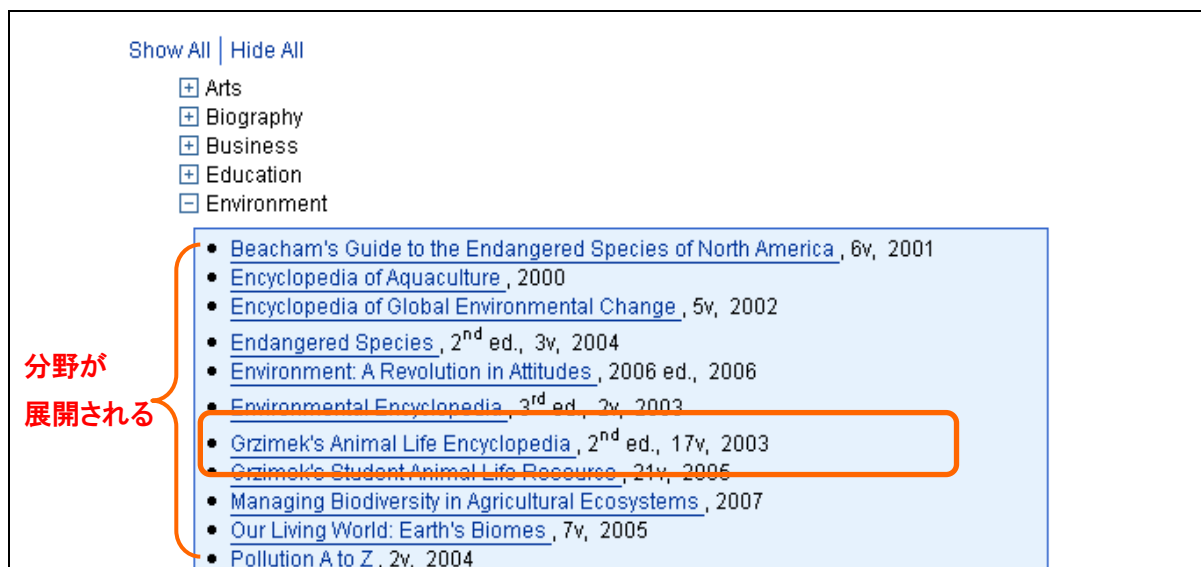 Show All | Hide All
Arts
Biography
Business
Education
Environment
• Beacham's Guide to the Endangered Species of North America , 6v, 2001
• Encyclopedia of Aquaculture , 2000
• Encyclopedia of Global Environmental Change , 5v, 2002
• Endangered Species , 2nd ed., 3v, 2004
• Environment: A Revolution in Attitudes , 2006 ed., 2006
• Environmental Encyclopedia , 3rd ed., 2v, 2003
• Grzimek's Animal Life Encyclopedia , 2nd ed., 17v, 2003
• Grzimek's Student Animal Life Resource , 21v, 2005
• Managing Biodiversity in Agricultural Ecosystems , 2007
• Our Living World: Earth's Biomes , 7v, 2005
• Pollution A to Z , 2v, 2004
分野が
展開される